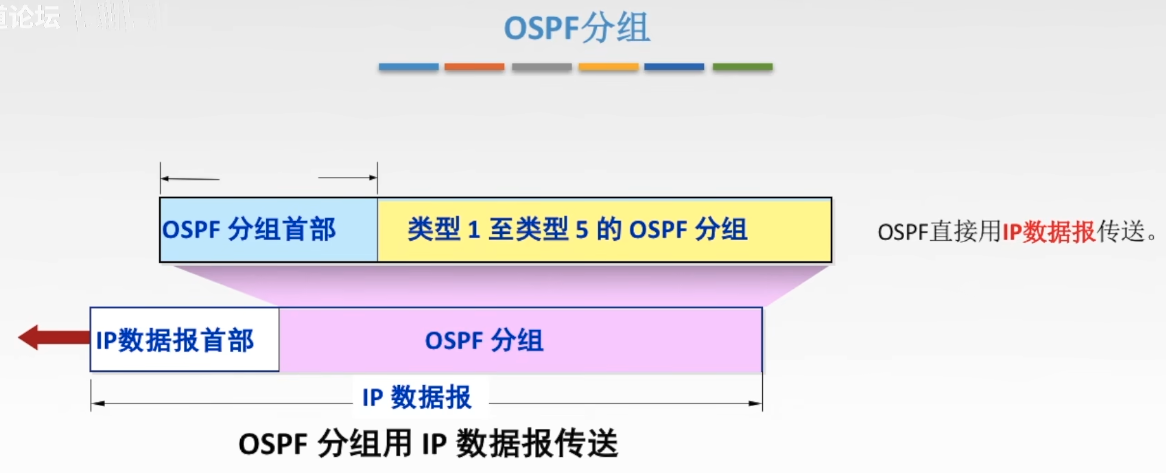 道论坛
OSPF分组
OSPF 分组首部
类型 1 至类型 5 的 OSPF 分组
OSPF直接用IP数据报传送。
IP数据报首部
OSPF 分组
IP 数据报
OSPF 分组用 IP 数据报传送